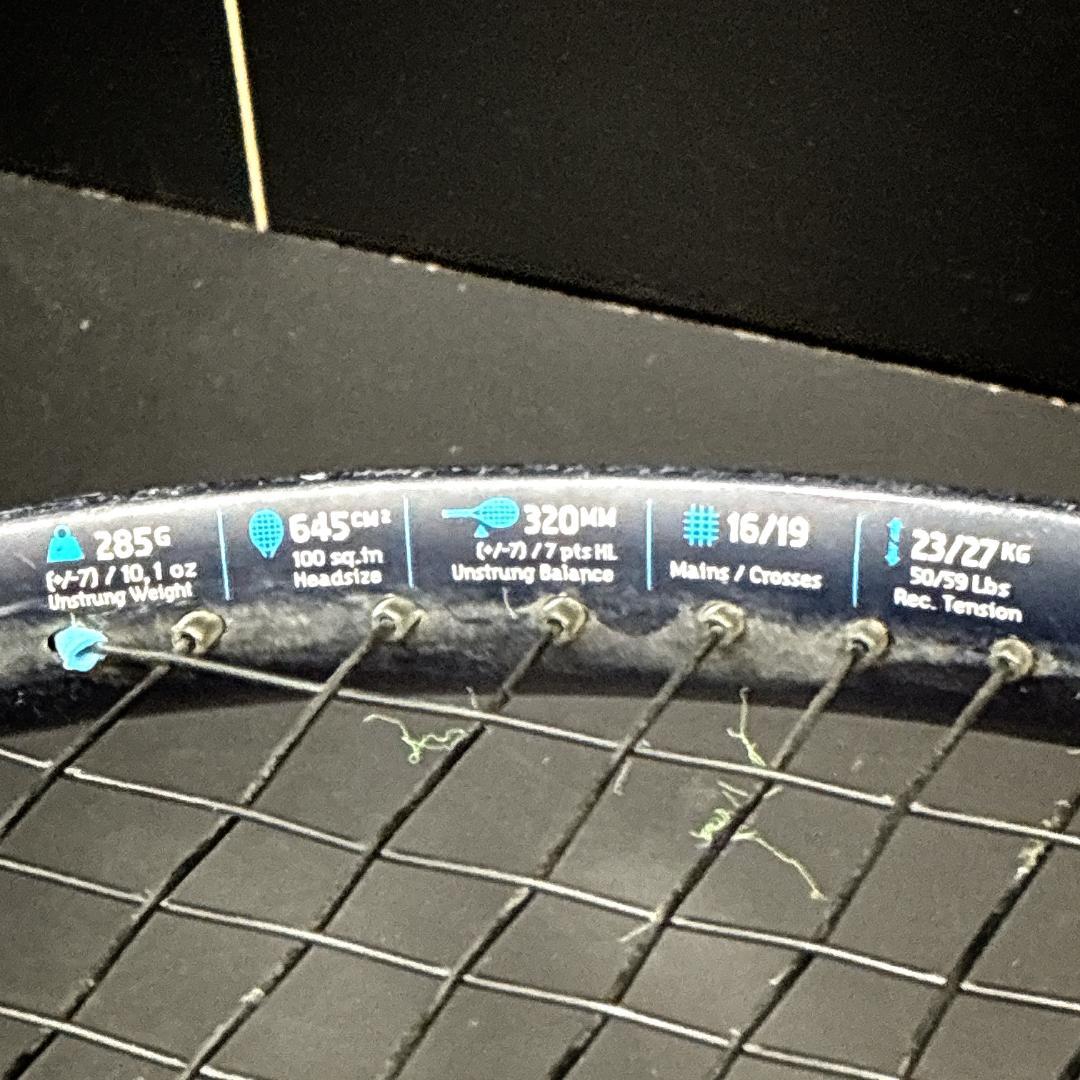 285G
(+/-7) / 10,1 oz
Unstrung Weight
645CM²
100 sq.in
Headsize
320MM
(+/-7) / 7 pts HL
Unstrung Balance
16/19
Mains / Crosses
23/27KG
50/59 Lbs
Rec. Tension